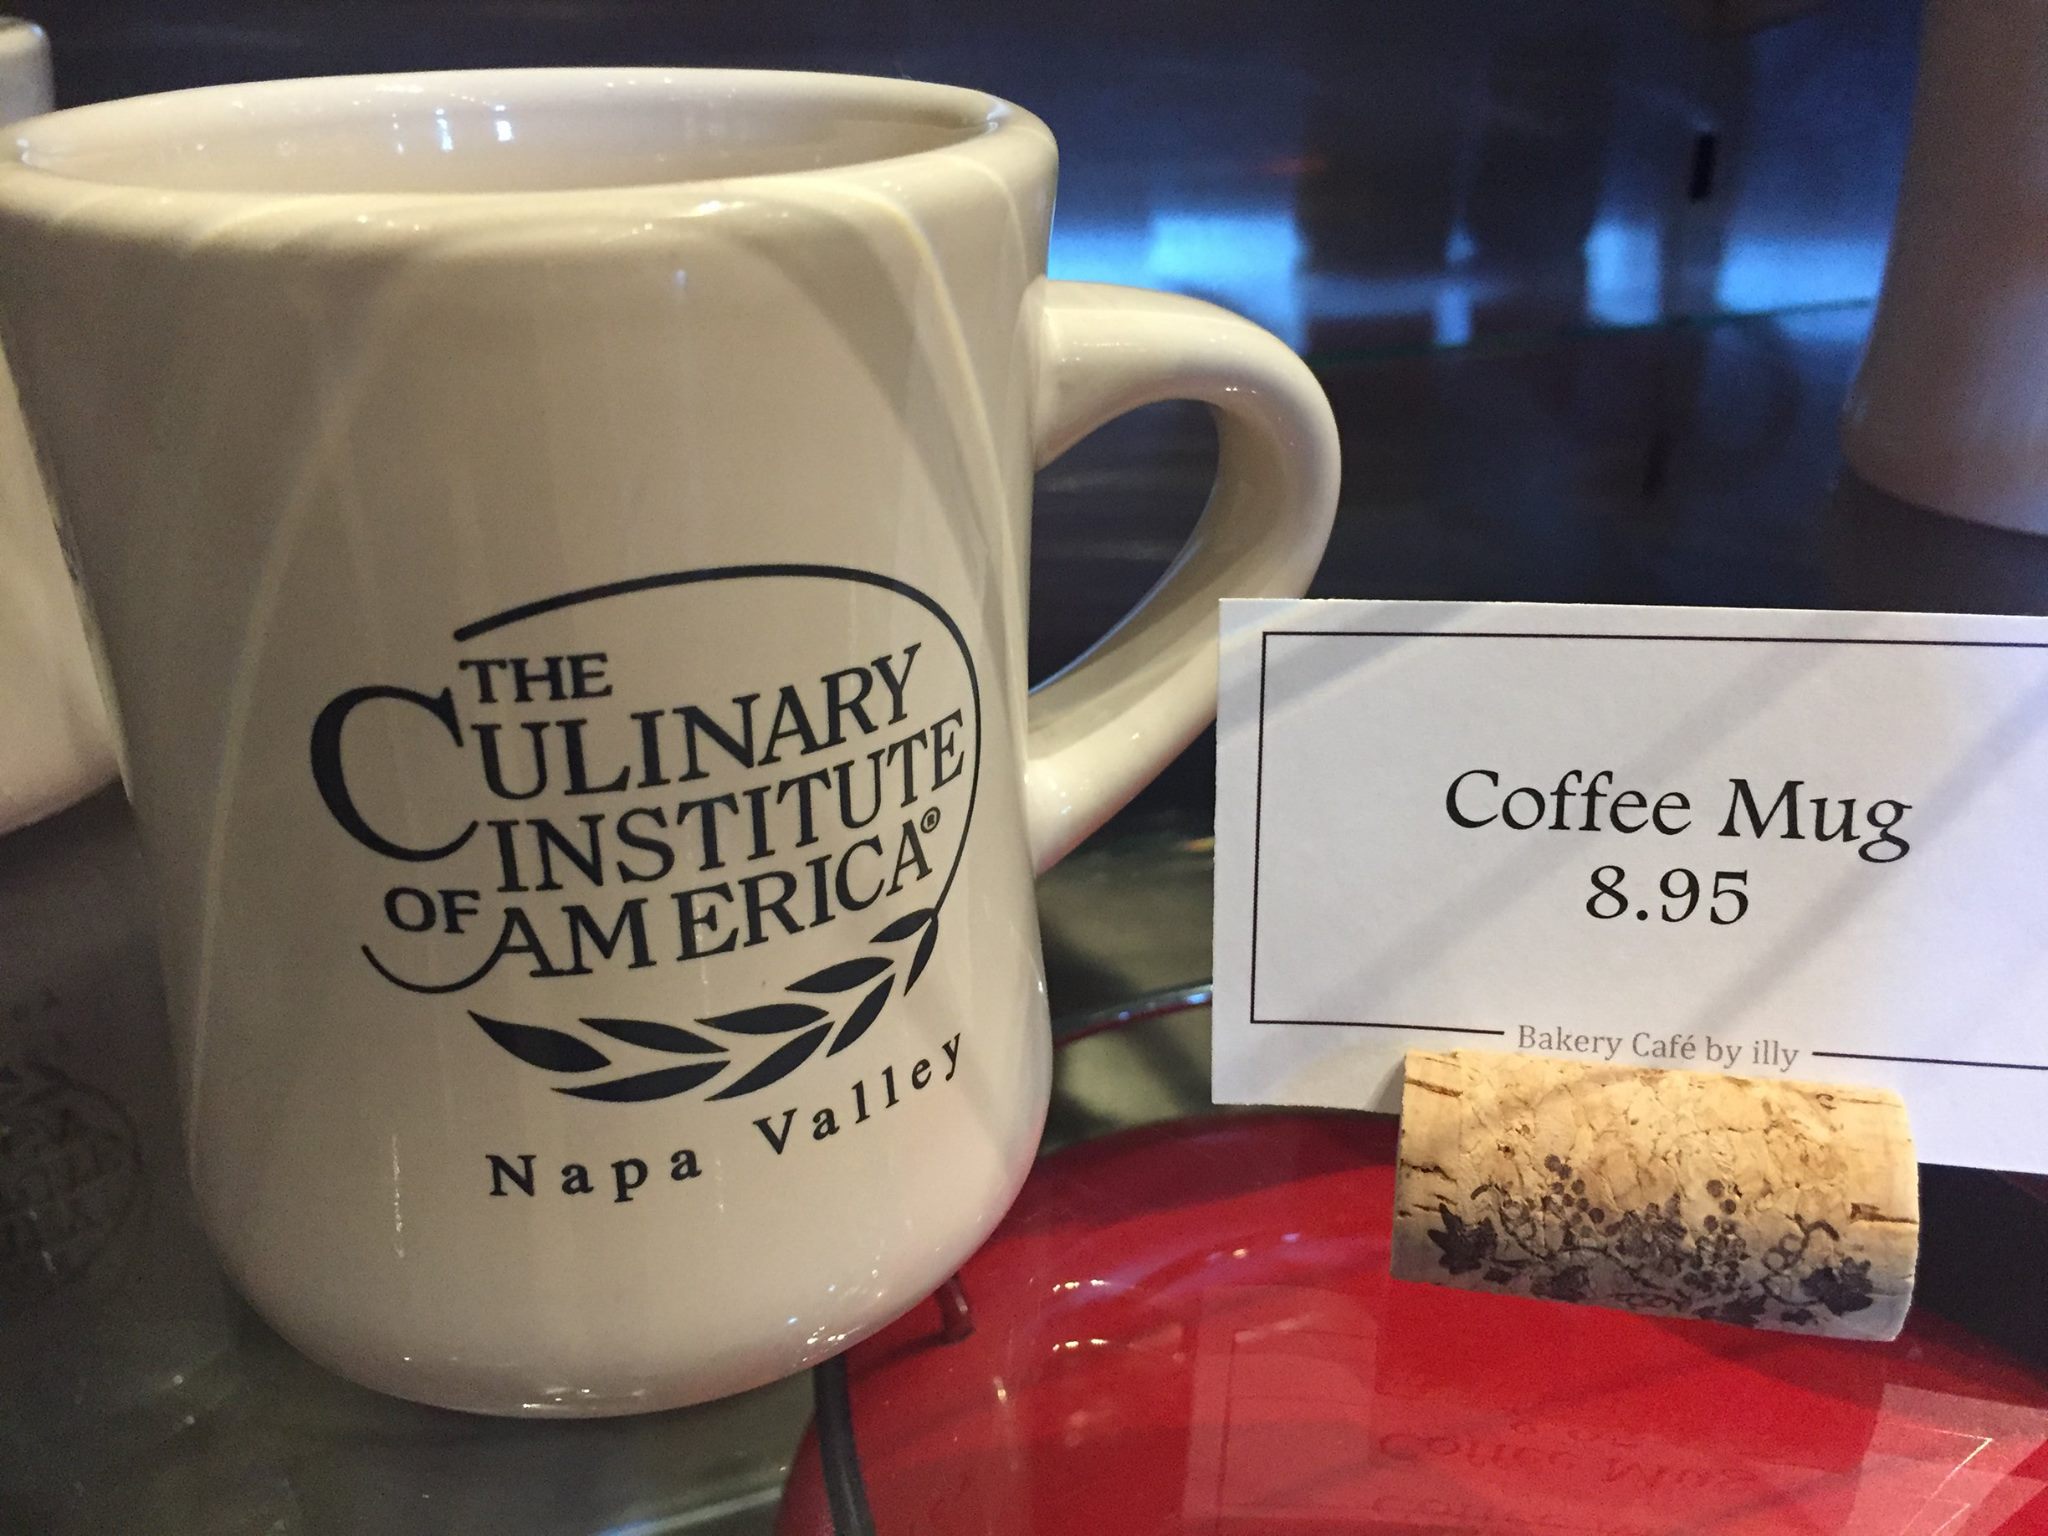 THE
CULINARY
INSTITUTE
OF AMERICA®
Napa Valley
Coffee Mug
8.95
Bakery Café by illy